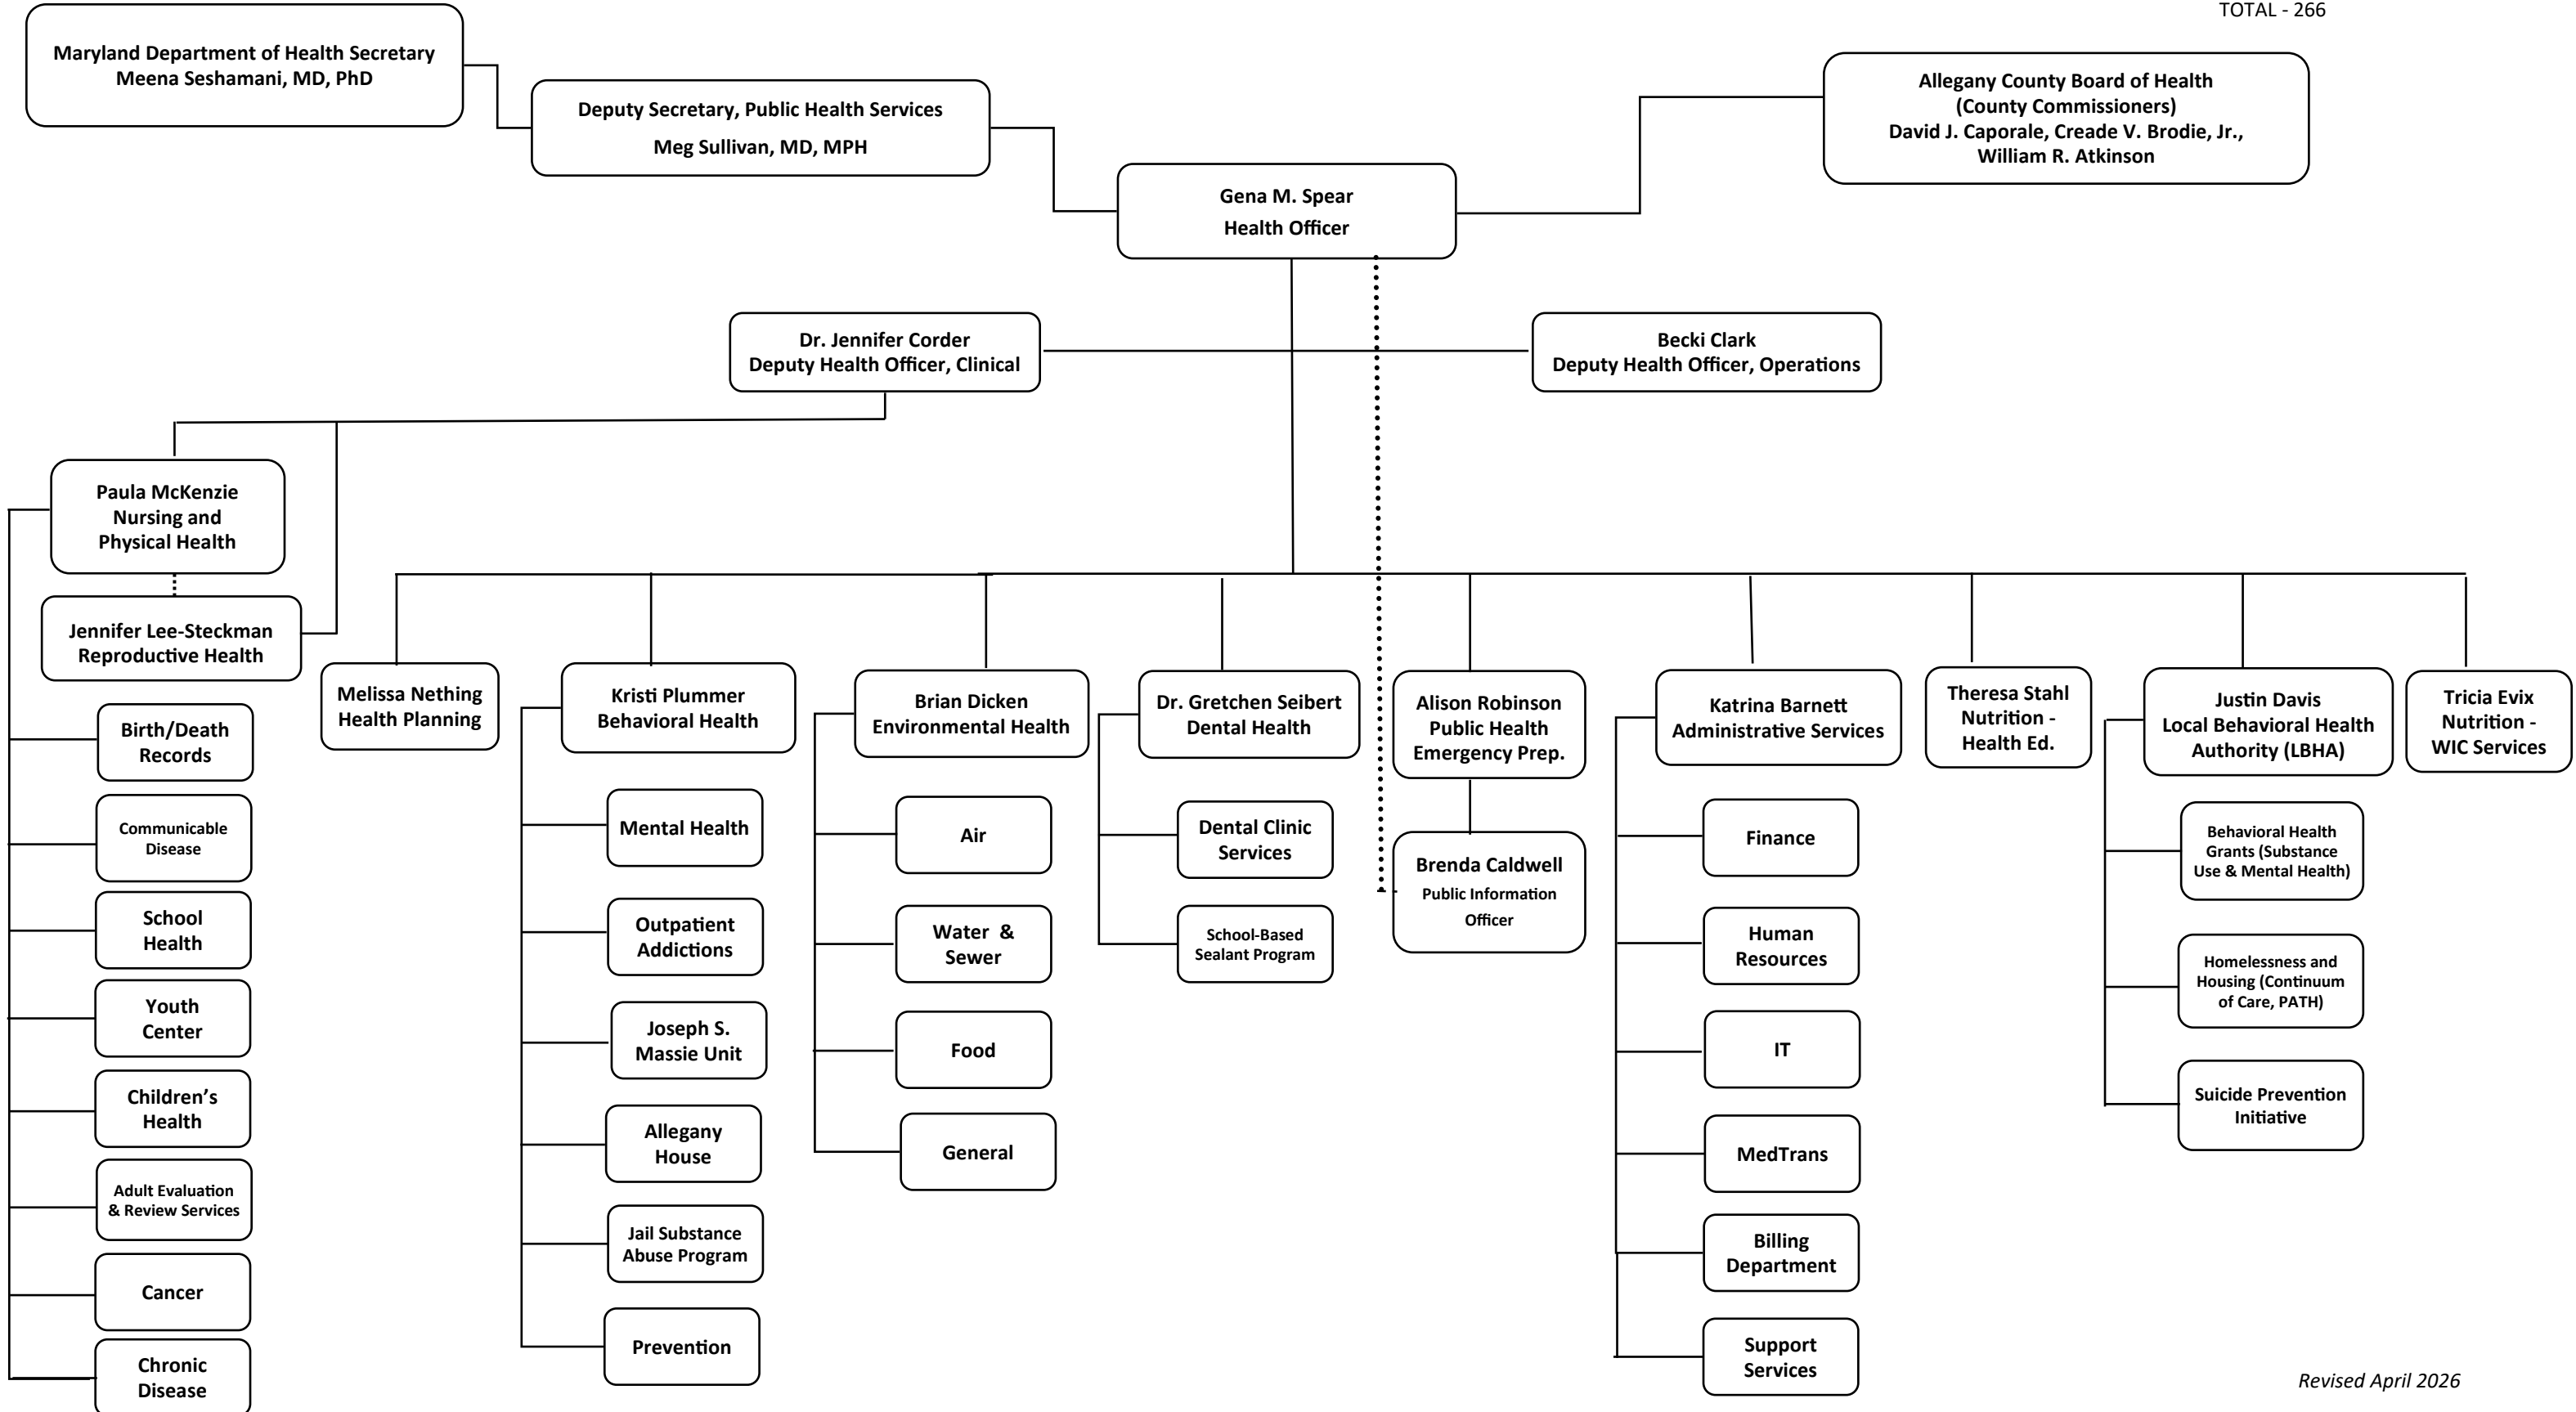 TOTAL - 266
Maryland Department of Health Secretary
Meena Seshamani, MD, PhD
Deputy Secretary, Public Health Services
Meg Sullivan, MD, MPH
Allegany County Board of Health
(County Commissioners)
David J. Caporale, Creade V. Brodie, Jr.,
William R. Atkinson
Gena M. Spear
Health Officer
Dr. Jennifer Corder
Deputy Health Officer, Clinical
Becki Clark
Deputy Health Officer, Operations
Paula McKenzie
Nursing and
Physical Health
Jennifer Lee-Steckman
Reproductive Health
Birth/Death
Records
Communicable
Disease
School
Health
Youth
Center
Children’s
Health
Adult Evaluation
& Review Services
Cancer
Chronic
Disease
Melissa Nething
Health Planning
Kristi Plummer
Behavioral Health
Mental Health
Outpatient
Addictions
Joseph S.
Massie Unit
Allegany
House
Jail Substance
Abuse Program
Prevention
Brian Dicken
Environmental Health
Air
Water & 
Sewer
Food
General
Dr. Gretchen Seibert
Dental Health
Dental Clinic
Services
School-Based
Sealant Program
Alison Robinson
Public Health
Emergency Prep.
Brenda Caldwell
Public Information
Officer
Katrina Barnett
Administrative Services
Finance
Human
Resources
IT
MedTrans
Billing
Department
Support
Services
Theresa Stahl
Nutrition -
Health Ed.
Justin Davis
Local Behavioral Health
Authority (LBHA)
Behavioral Health
Grants (Substance
Use & Mental Health)
Homelessness and
Housing (Continuum
of Care, PATH)
Suicide Prevention
Initiative
Tricia Evix
Nutrition -
WIC Services
Revised April 2026